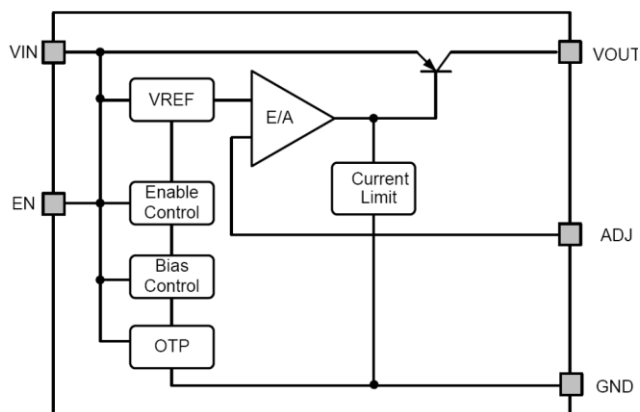 VIN
VOUT
VREF
E/A
EN
Enable
Control
Current
Limit
ADJ
Bias
Control
OTP
GND